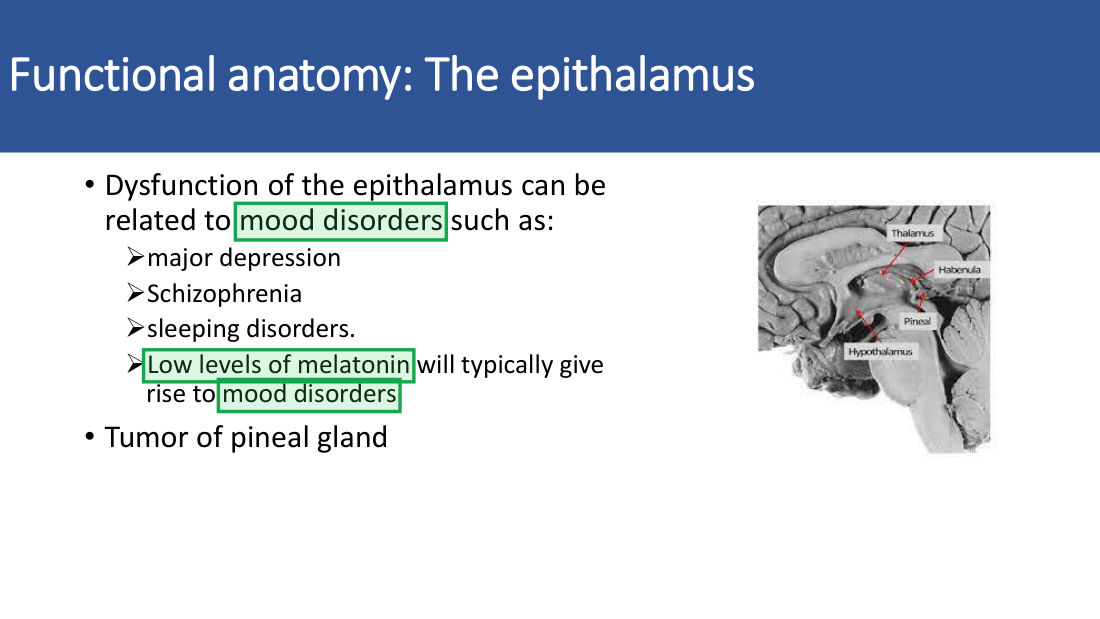 Functional anatomy: The epithalamus
• Dysfunction of the epithalamus can be
related to mood disorders such as:
➢major depression
➢Schizophrenia
➢sleeping disorders.
➢Low levels of melatonin will typically give
rise to mood disorders
• Tumor of pineal gland
Thalamus
Habenula
Pineal
Hypothalamus